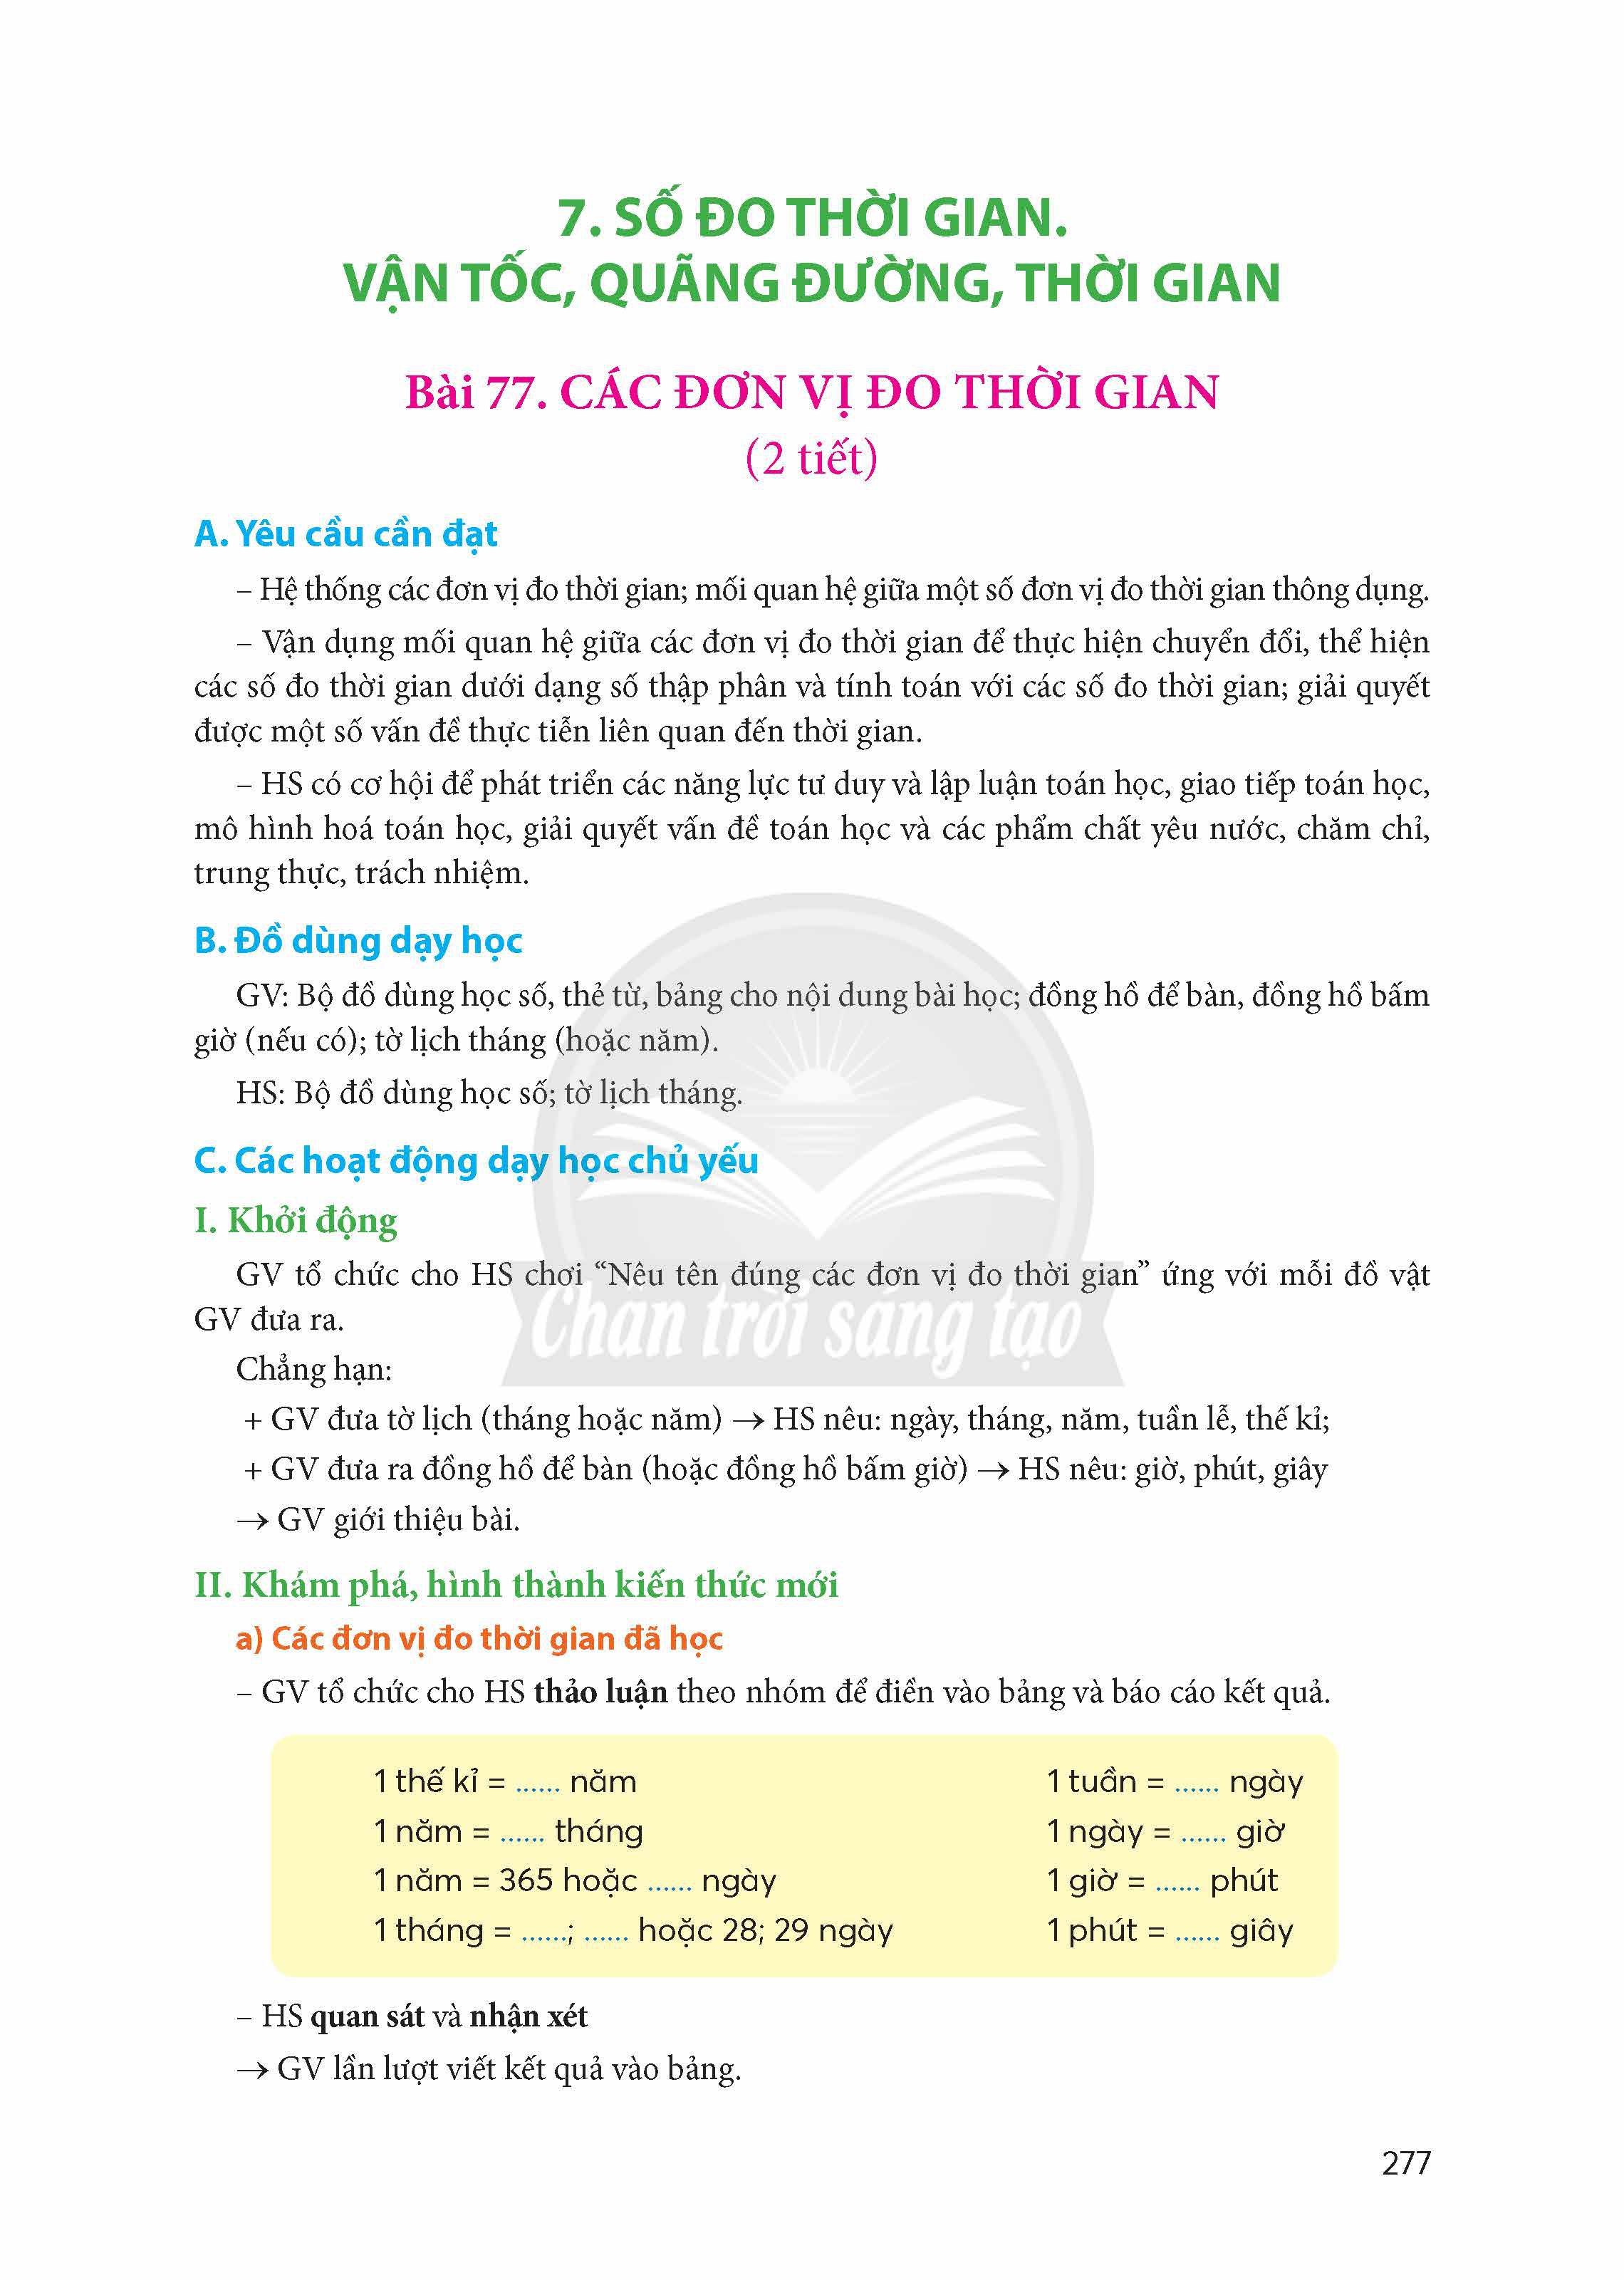 7. SỐ ĐO THỜI GIAN.
VẬN TỐC, QUÃNG ĐƯỜNG, THỜI GIAN
Bài 77. CÁC ĐƠN VỊ ĐO THỜI GIAN
(2 tiết)
A. Yêu cầu cần đạt
– Hệ thống các đơn vị đo thời gian; mối quan hệ giữa một số đơn vị đo thời gian thông dụng.
– Vận dụng mối quan hệ giữa các đơn vị đo thời gian để thực hiện chuyển đổi, thể hiện
các số đo thời gian dưới dạng số thập phân và tính toán với các số đo thời gian; giải quyết
được một số vấn đề thực tiễn liên quan đến thời gian.
– HS có cơ hội để phát triển các năng lực tư duy và lập luận toán học, giao tiếp toán học,
mô hình hoá toán học, giải quyết vấn đề toán học và các phẩm chất yêu nước, chăm chỉ,
trung thực, trách nhiệm.
B. Đồ dùng dạy học
GV: Bộ đồ dùng học số, thẻ từ, bảng cho nội dung bài học; đồng hồ để bàn, đồng hồ bấm
giờ (nếu có); tờ lịch tháng (hoặc năm).
HS: Bộ đồ dùng học số; tờ lịch tháng.
C. Các hoạt động dạy học chủ yếu
I. Khởi động
GV tổ chức cho HS chơi “Nêu tên đúng các đơn vị đo thời gian” ứng với mỗi đồ vật
GV đưa ra.
Chân trời sáng tạo
Chẳng hạn:
+ GV đưa tờ lịch (tháng hoặc năm) → HS nêu: ngày, tháng, năm, tuần lễ, thế kỉ;
+ GV đưa ra đồng hồ để bàn (hoặc đồng hồ bấm giờ) → HS nêu: giờ, phút, giây
→ GV giới thiệu bài.
II. Khám phá, hình thành kiến thức mới
a) Các đơn vị đo thời gian đã học
– GV tổ chức cho HS thảo luận theo nhóm để điền vào bảng và báo cáo kết quả.
1 thế kỉ = ...... năm
1 năm = ...... tháng
1 năm = 365 hoặc ...... ngày
1 tháng = ......; ...... hoặc 28; 29 ngày
1 tuần = ...... ngày
1 ngày = ...... giờ
1 giờ = ...... phút
1 phút = ...... giây
– HS quan sát và nhận xét
→ GV lần lượt viết kết quả vào bảng.
277